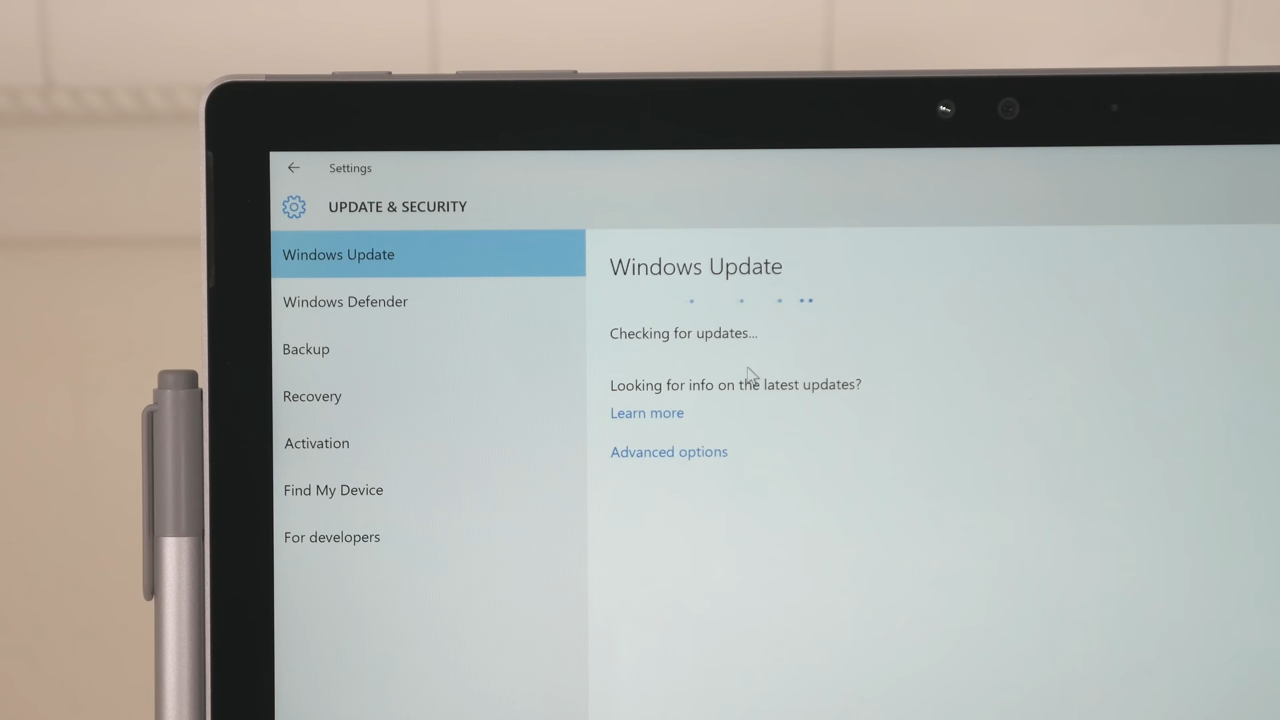 Settings
UPDATE & SECURITY
Windows Update
Windows Defender
Backup
Recovery
Activation
Find My Device
For developers
Windows Update
Checking for updates...
Looking for info on the latest updates?
Learn more
Advanced options